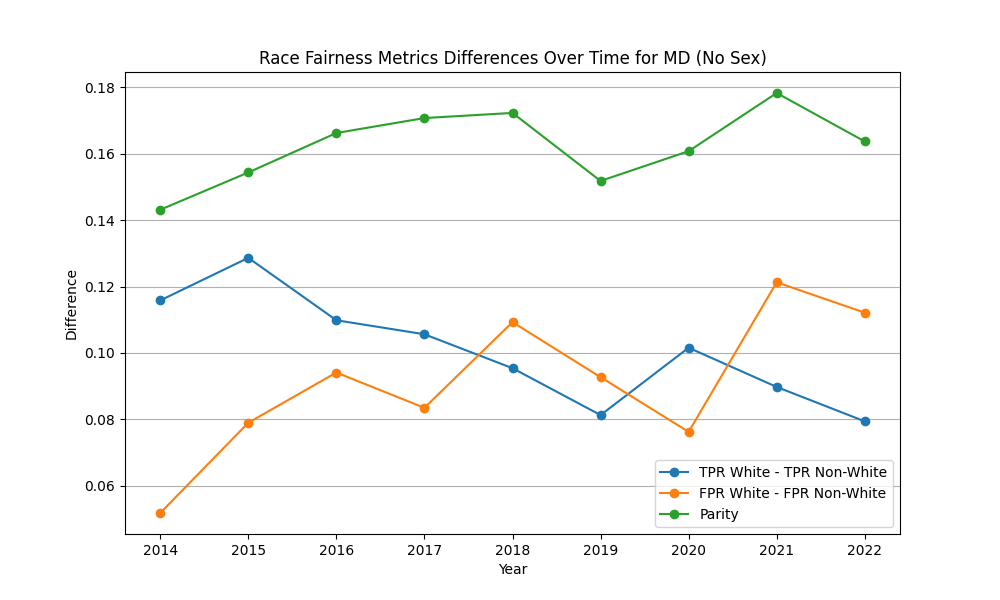 Race Fairness Metrics Differences Over Time for MD (No Sex)
0.18
0.16
0.14
0.12
0.10
0.08
0.06
Difference
TPR White - TPR Non-White
FPR White - FPR Non-White
Parity
2014 2015 2016 2017 2018 2019 2020 2021 2022
Year